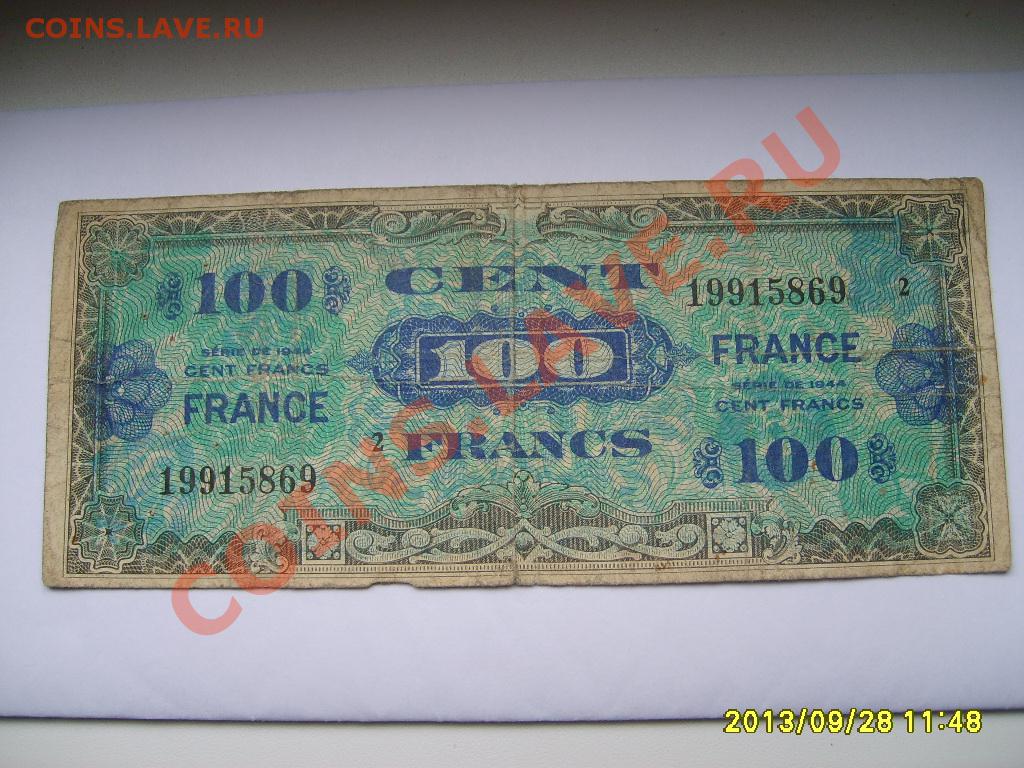 COINS.LAVE.RU
100
CENT
19915869 2
SÉRIE DE 1944
CENT FRANCS
FRANCE
100
FRANCE
SÉRIE DE 1944
CENT FRANCS
2 FRANCS
100
19915869
COINS.LAVE.RU
2013/09/28 11:48